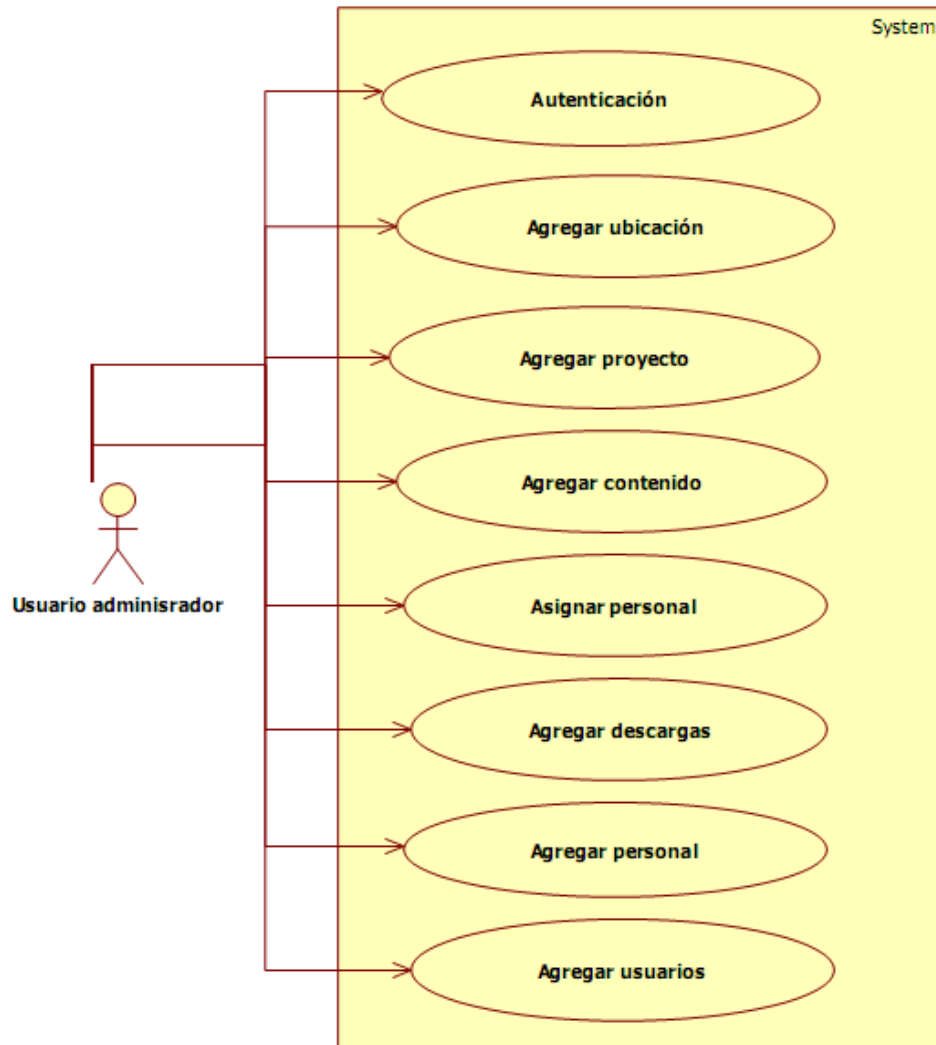 System
Autenticación
Agregar ubicación
Agregar proyecto
Agregar contenido
Asignar personal
Usuario adminisrador
Agregar descargas
Agregar personal
Agregar usuarios